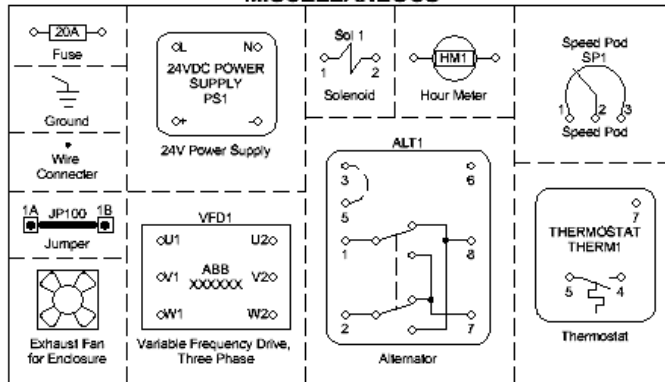 MISCELLANEOUS
20A
Fuse
Ground
Wire
Connecter
1A JP100 1B
Jumper
Exhaust Fan
for Enclosure
L N
24VDC POWER
SUPPLY
PS1
+ -
24V Power Supply
VFD1
U1 U2
V1 ABB V2
XXXXXX
W1 W2
Variable Frequency Drive,
Three Phase
Sol 1
1 2
Solenoid
HM1
Hour Meter
ALT1
3 6
5
1 8
2 7
Alternator
Speed Pod
SP1
1 2 3
Speed Pod
7
THERMOSTAT
THERM1
5 4
Thermostat